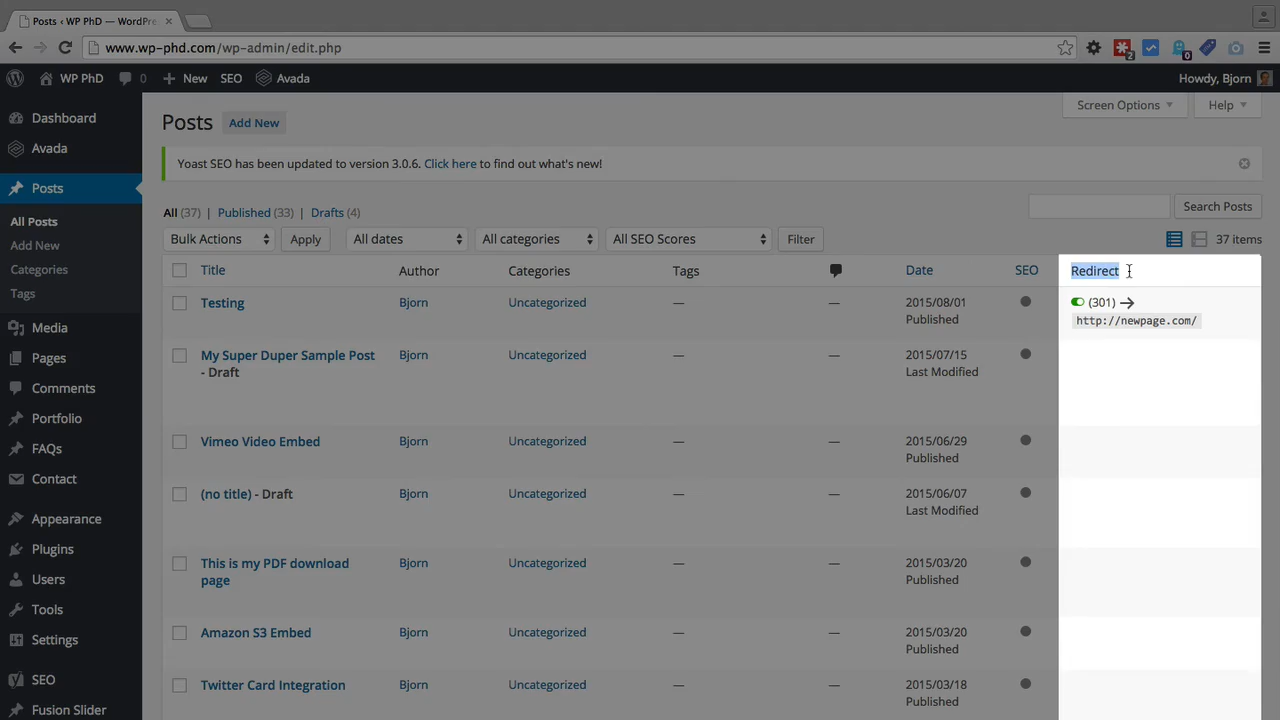 Posts ‹ WP PhD — WordPre
www.wp-phd.com/wp-admin/edit.php
2
0
WP PhD 0 New SEO Avada Howdy, Bjorn
Dashboard
Avada
Posts
All Posts
Add New
Categories
Tags
Media
Pages
Comments
Portfolio
FAQs
Contact
Appearance
Plugins
Users
Tools
Settings
SEO
Fusion Slider
Screen Options Help
Posts Add New
Yoast SEO has been updated to version 3.0.6. Click here to find out what's new!
All (37) | Published (33) | Drafts (4)
Search Posts
Bulk Actions Apply All dates All categories All SEO Scores Filter 37 items
Title Author Categories Tags Date SEO Redirect
Testing Bjorn Uncategorized — — 2015/08/01 (301) →
Published http://newpage.com/
My Super Duper Sample Post Bjorn Uncategorized — — 2015/07/15
- Draft Last Modified
Vimeo Video Embed Bjorn Uncategorized — — 2015/06/29
Published
(no title) - Draft Bjorn Uncategorized — — 2015/06/07
Last Modified
This is my PDF download Bjorn Uncategorized — — 2015/03/20
page Published
Amazon S3 Embed Bjorn Uncategorized — — 2015/03/20
Published
Twitter Card Integration Bjorn Uncategorized — — 2015/03/18
Published